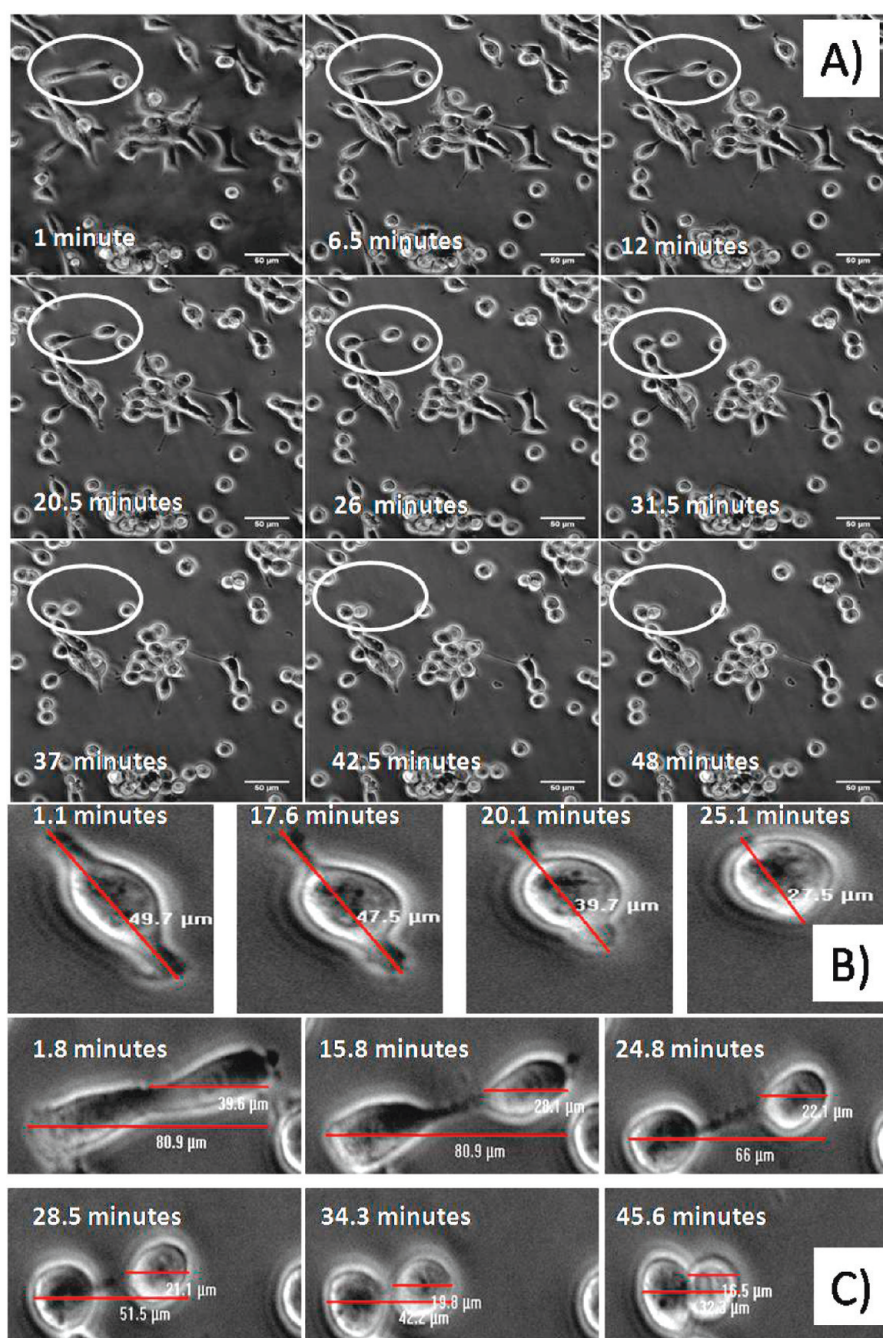 A)
1 minute
50 µm
6.5 minutes
50 µm
12 minutes
50 µm
20.5 minutes
50 µm
26 minutes
50 µm
31.5 minutes
50 µm
37 minutes
50 µm
42.5 minutes
50 µm
48 minutes
50 µm
1.1 minutes
49.7 µm
17.6 minutes
47.5 µm
20.1 minutes
39.7 µm
25.1 minutes
27.5 µm
B)
1.8 minutes
39.6 µm
80.9 µm
15.8 minutes
28.1 µm
80.9 µm
24.8 minutes
22.1 µm
66 µm
28.5 minutes
21.1 µm
51.5 µm
34.3 minutes
19.8 µm
42.2 µm
45.6 minutes
16.5 µm
32.3 µm
C)